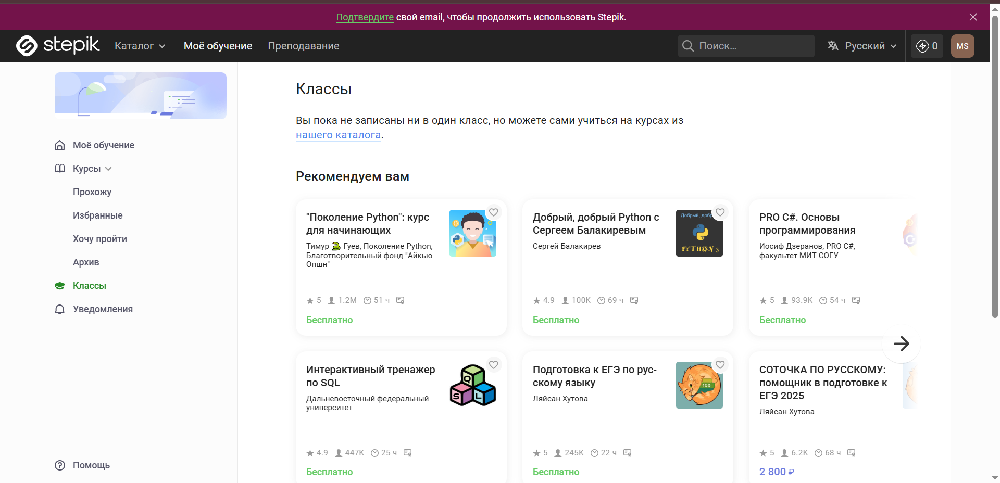 Подтвердите свой email, чтобы продолжить использовать Stepik.
stepik
Каталог
Моё обучение
Преподавание
Поиск...
Русский
0
MS
Моё обучение
Курсы
Прохожу
Избранные
Хочу пройти
Архив
Классы
Уведомления
Помощь
Классы
Вы пока не записаны ни в один класс, но можете сами учиться на курсах из
нашего каталога.
Рекомендуем вам
"Поколение Python": курс
для начинающих
Тимур Гуев, Поколение Python,
Благотворительный фонд "Айкью
Опшн"
5 1.2M 51 ч
Бесплатно
Добрый, добрый Python с
Сергеем Балакиревым
Сергей Балакирев
Добрый, добр
PYTHON 3
4.9 100K 69 ч
Бесплатно
PRO C#. Основы
программирования
Иосиф Дзеранов, PRO C#,
факультет МИТ СОГУ
5 93.9K 54 ч
Бесплатно
Интерактивный тренажер
по SQL
Дальневосточный федеральный
университет
Q
S L
4.9 447K 25 ч
Бесплатно
Подготовка к ЕГЭ по рус-
скому языку
Ляйсан Хутова
100
5 245K 22 ч
Бесплатно
СОТОЧКА ПО РУССКОМУ:
помощник в подготовке к
ЕГЭ 2025
Ляйсан Хутова
5 6.2K 68 ч
2 800 ₽